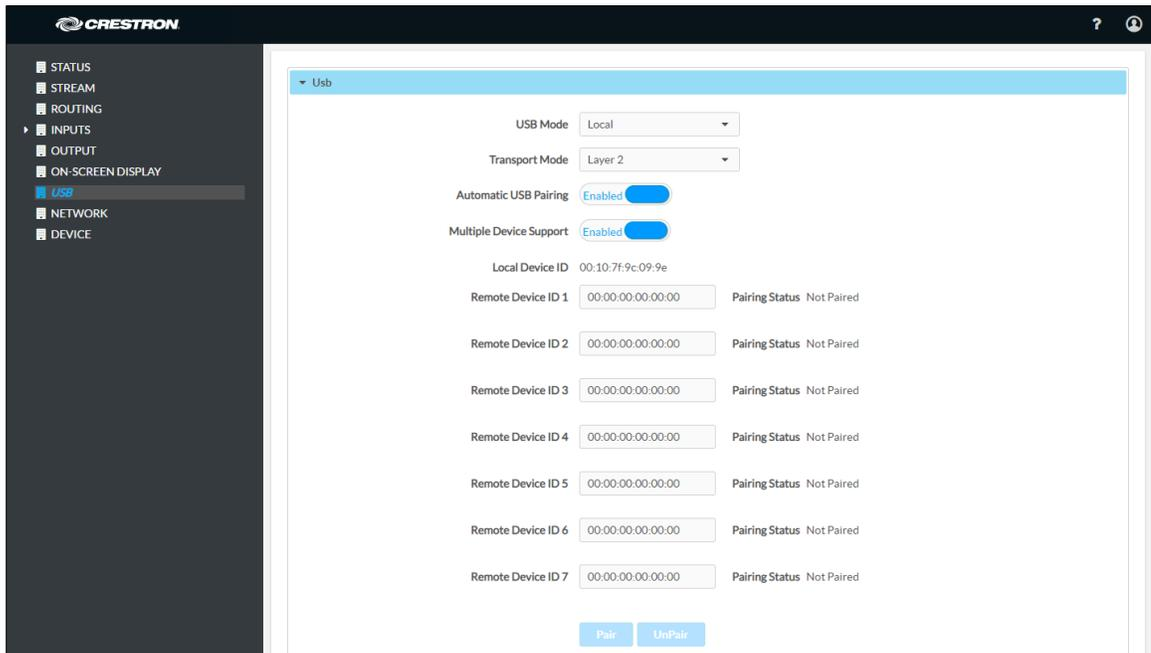 CRESTRON
?
STATUS
STREAM
ROUTING
INPUTS
OUTPUT
ON-SCREEN DISPLAY
USB
NETWORK
DEVICE
Usb
USB Mode Local
Transport Mode Layer 2
Automatic USB Pairing Enabled
Multiple Device Support Enabled
Local Device ID 00:10:7f:9c:09:9e
Remote Device ID 1 00:00:00:00:00:00 Pairing Status Not Paired
Remote Device ID 2 00:00:00:00:00:00 Pairing Status Not Paired
Remote Device ID 3 00:00:00:00:00:00 Pairing Status Not Paired
Remote Device ID 4 00:00:00:00:00:00 Pairing Status Not Paired
Remote Device ID 5 00:00:00:00:00:00 Pairing Status Not Paired
Remote Device ID 6 00:00:00:00:00:00 Pairing Status Not Paired
Remote Device ID 7 00:00:00:00:00:00 Pairing Status Not Paired
Pair UnPair